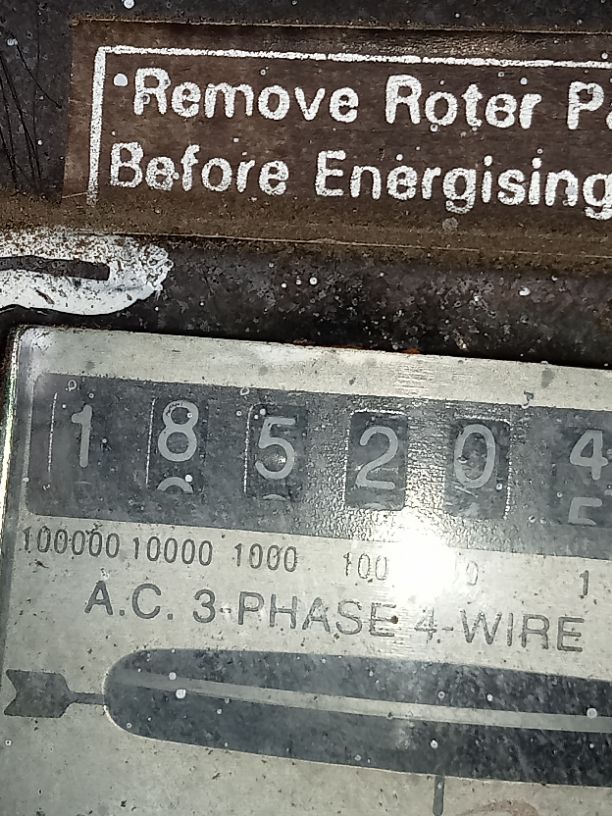 Remove Roter
Before Energising
1 8 5 2 0 4
100000 10000 1000 100 1
A.C. 3-PHASE 4-WIRE